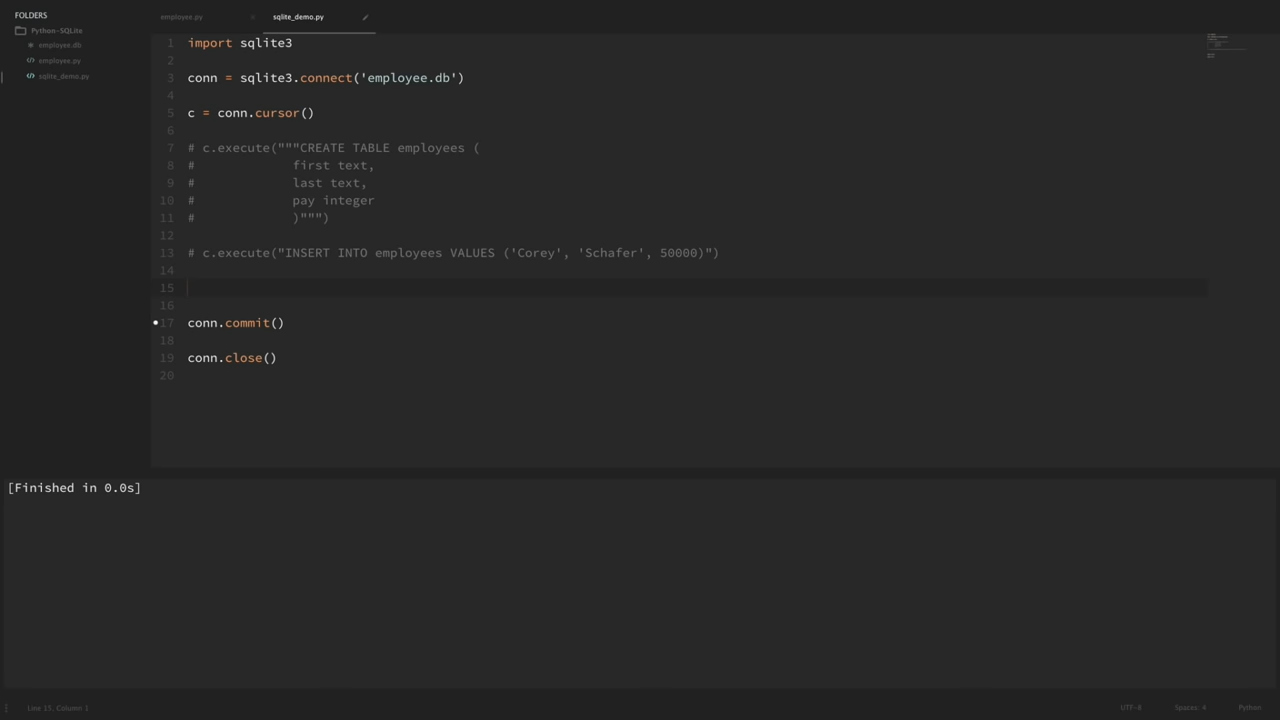 FOLDERS
Python-SQLite
employee.db
employee.py
sqlite_demo.py
employee.py ×
sqlite_demo.py
1 import sqlite3
2
3 conn = sqlite3.connect('employee.db')
4
5 c = conn.cursor()
6
7 # c.execute("""CREATE TABLE employees (
8 #             first text,
9 #             last text,
10 #             pay integer
11 #             )""")
12
13 # c.execute("INSERT INTO employees VALUES ('Corey', 'Schafer', 50000)")
14
15
16
17 conn.commit()
18
19 conn.close()
20
[Finished in 0.0s]
Line 15, Column 1
UTF-8
Spaces: 4
Python